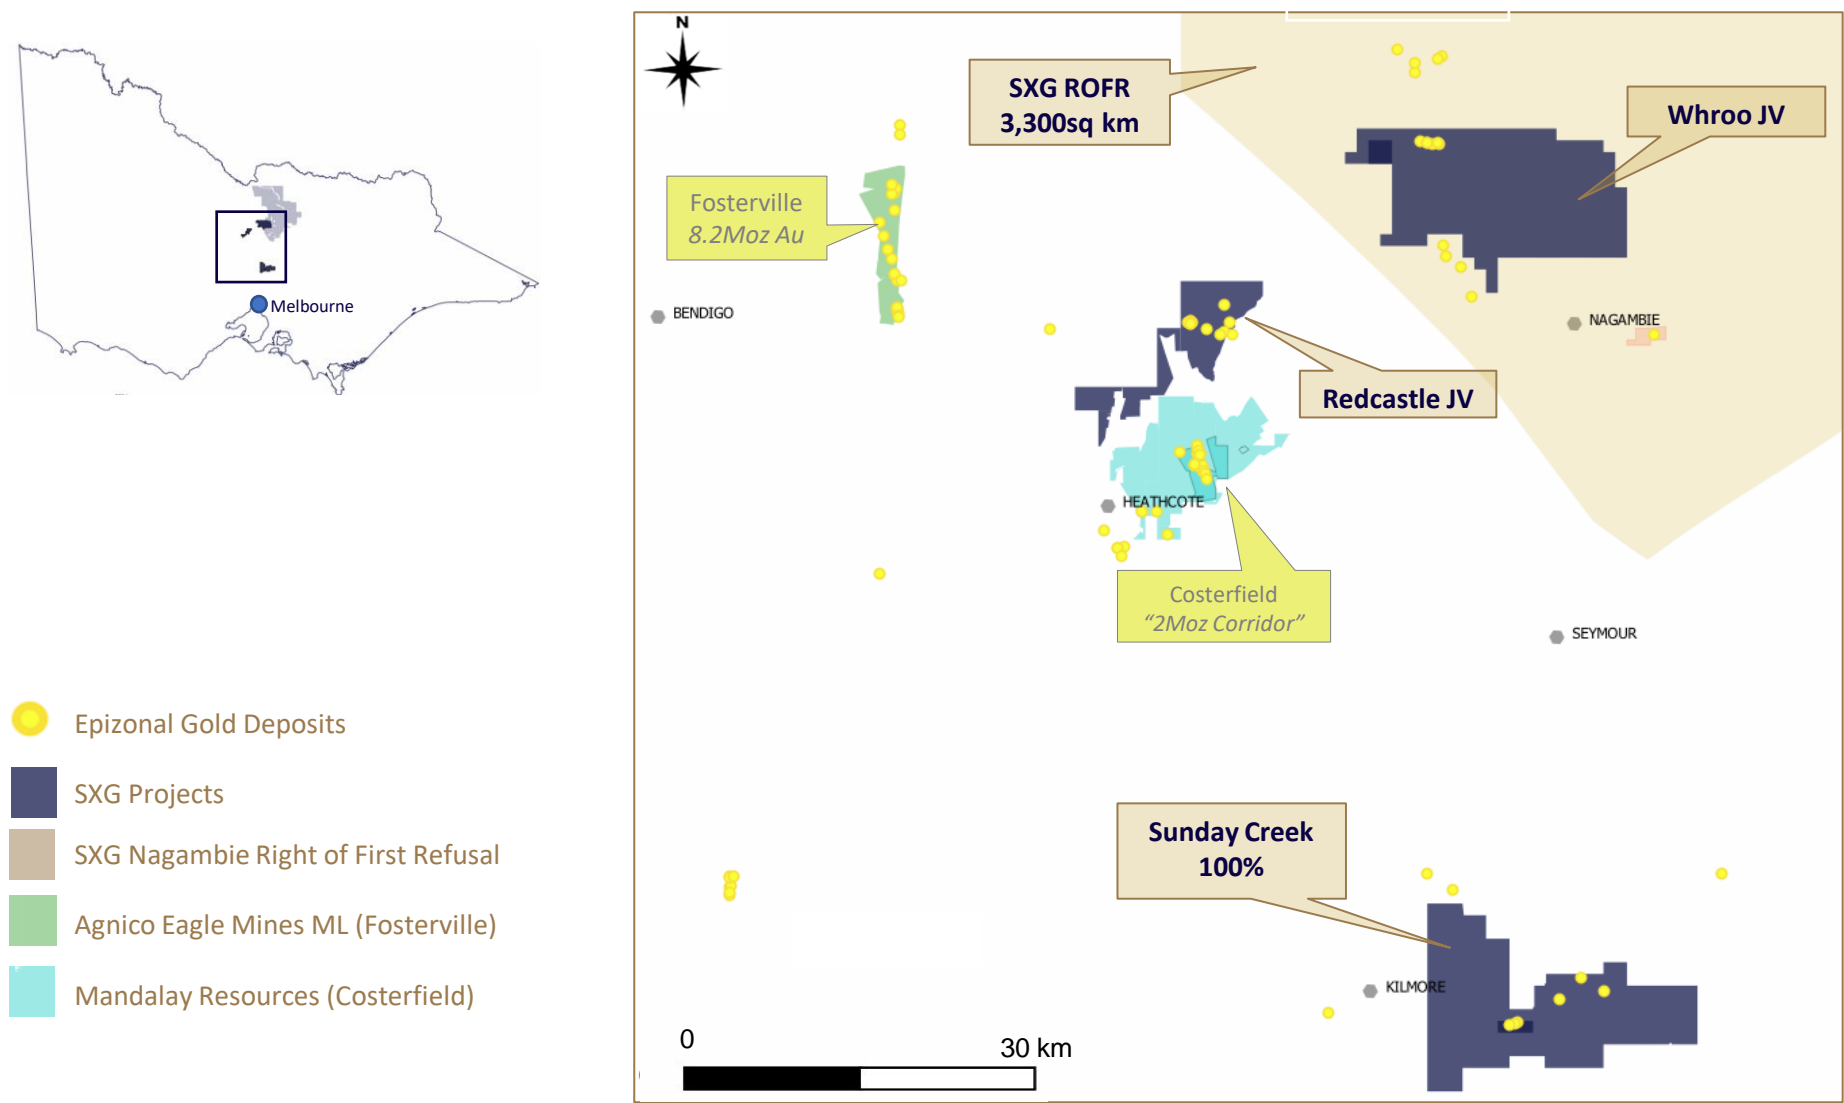 Melbourne
Epizonal Gold Deposits
SXG Projects
SXG Nagambie Right of First Refusal
Agnico Eagle Mines ML (Fosterville)
Mandalay Resources (Costerfield)
N
SXG ROFR
3,300sq km
Whroo JV
Fosterville
8.2Moz Au
BENDIGO
NAGAMBIE
Redcastle JV
HEATHCOTE
Costerfield
“2Moz Corridor”
SEYMOUR
Sunday Creek
100%
KILMORE
0
30 km